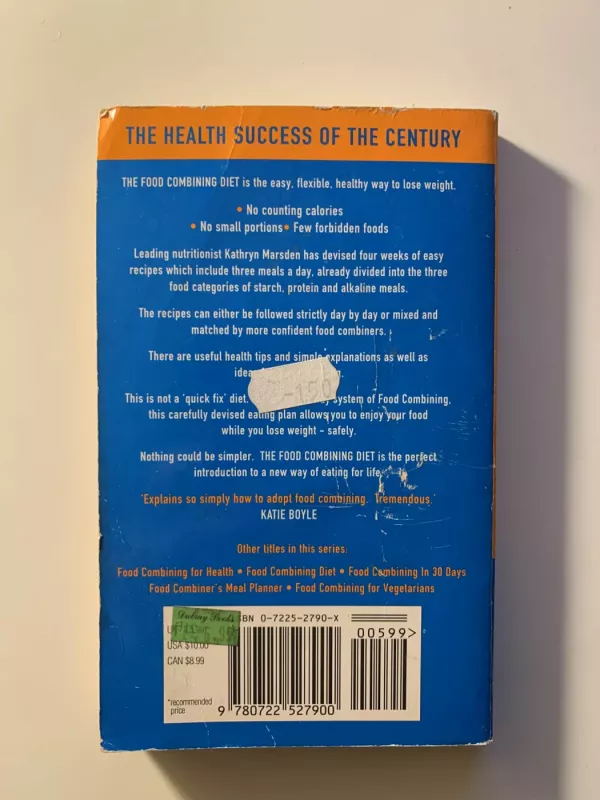 THE HEALTH SUCCESS OF THE CENTURY
THE FOOD COMBINING DIET is the easy, flexible, healthy way to lose weight.
• No counting calories
• No small portions • Few forbidden foods
Leading nutritionist Kathryn Marsden has devised four weeks of easy
recipes which include three meals a day, already divided into the three
food categories of starch, protein and alkaline meals.
The recipes can either be followed strictly day by day or mixed and
matched by more confident food combiners.
There are useful health tips and simple explanations as well as
-150
This is not a 'quick fix' diet. system of Food Combining,
this carefully devised eating plan allows you to enjoy your food
while you lose weight - safely.
Nothing could be simpler. THE FOOD COMBINING DIET is the perfect
introduction to a new way of eating for life.
'Explains so simply how to adopt food combining. Tremendous.'
KATIE BOYLE
Other titles in this series:
Food Combining for Health • Food Combining Diet • Food Combining In 30 Days
Food Combiner's Meal Planner • Food Combining for Vegetarians
ISBN 0-7225-2790-X
00599>
USA $10.00
CAN $8.99
*recommended
price
9 780722 527900